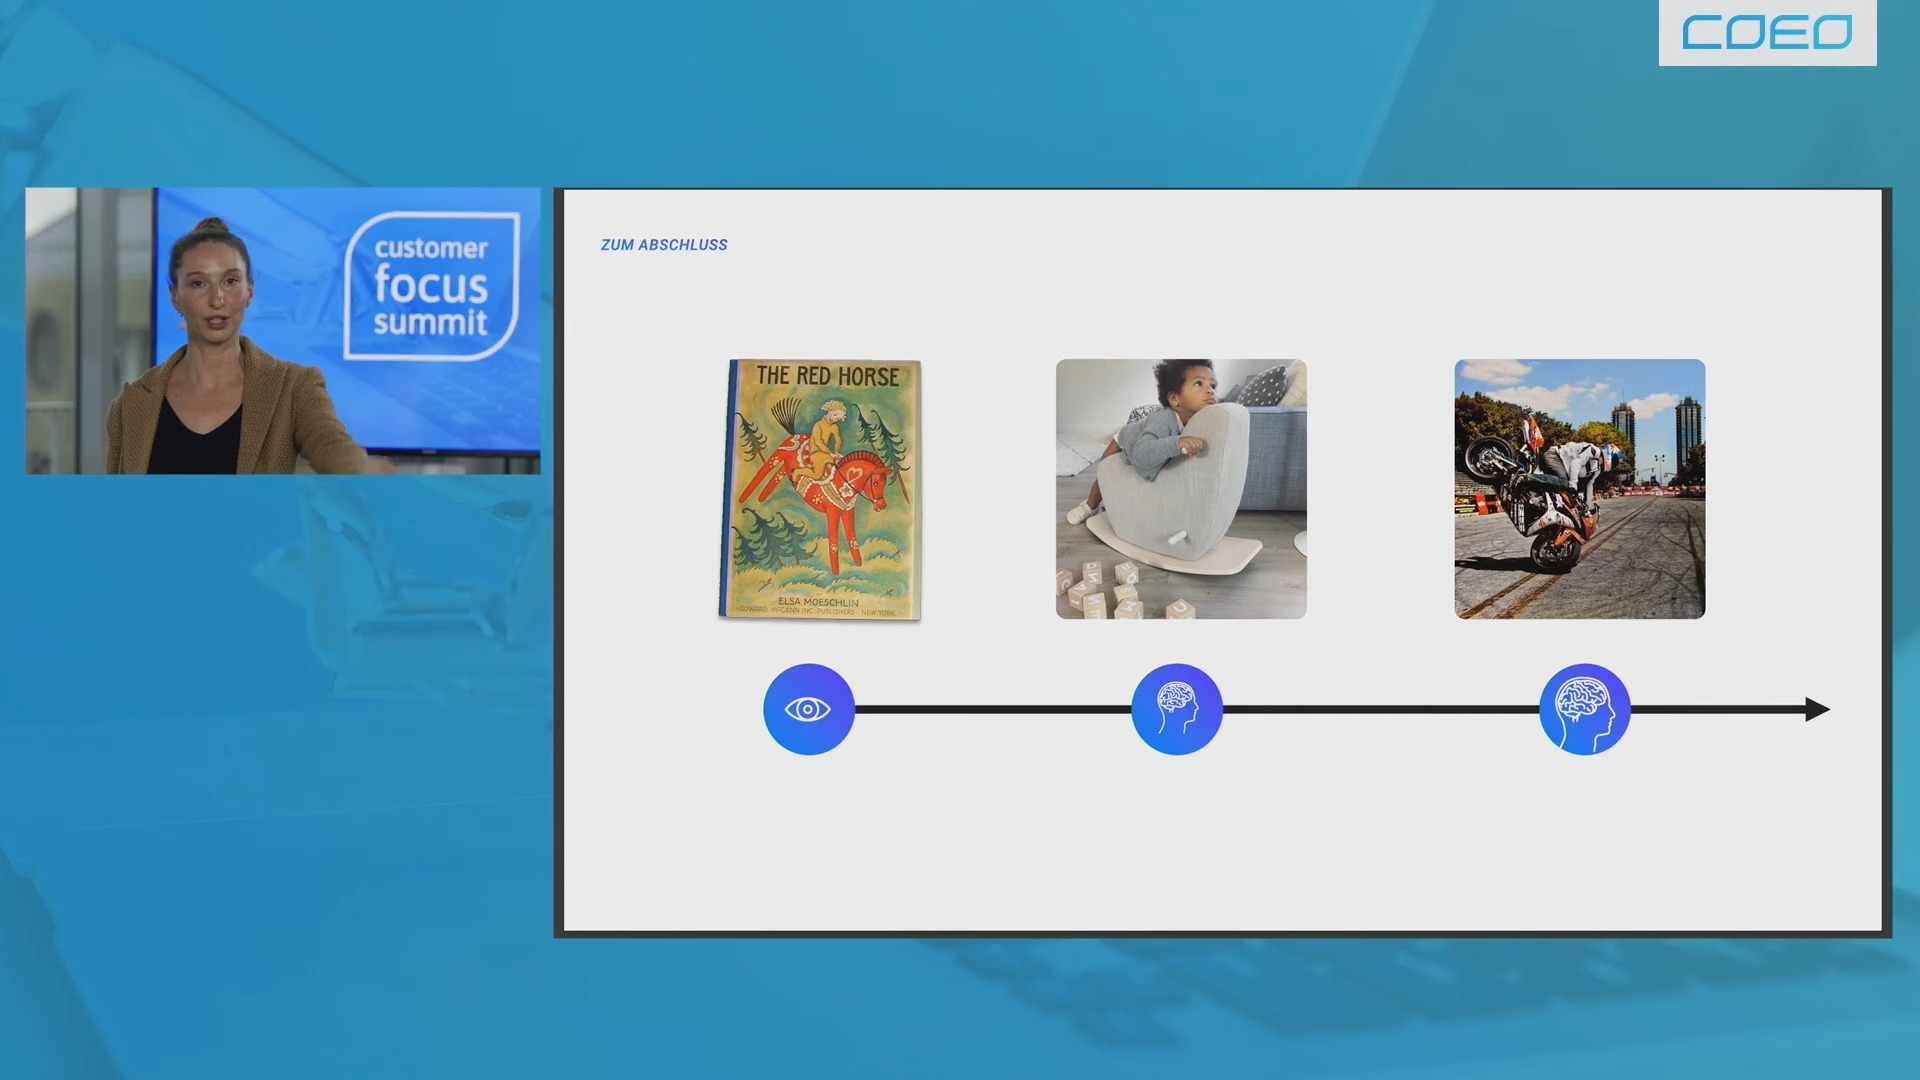 COEO
customer
focus
summit
ZUM ABSCHLUSS
THE RED HORSE
ELSA MOESCHLIN
COWARD McCANN INC. PUBLISHERS - NEW YORK